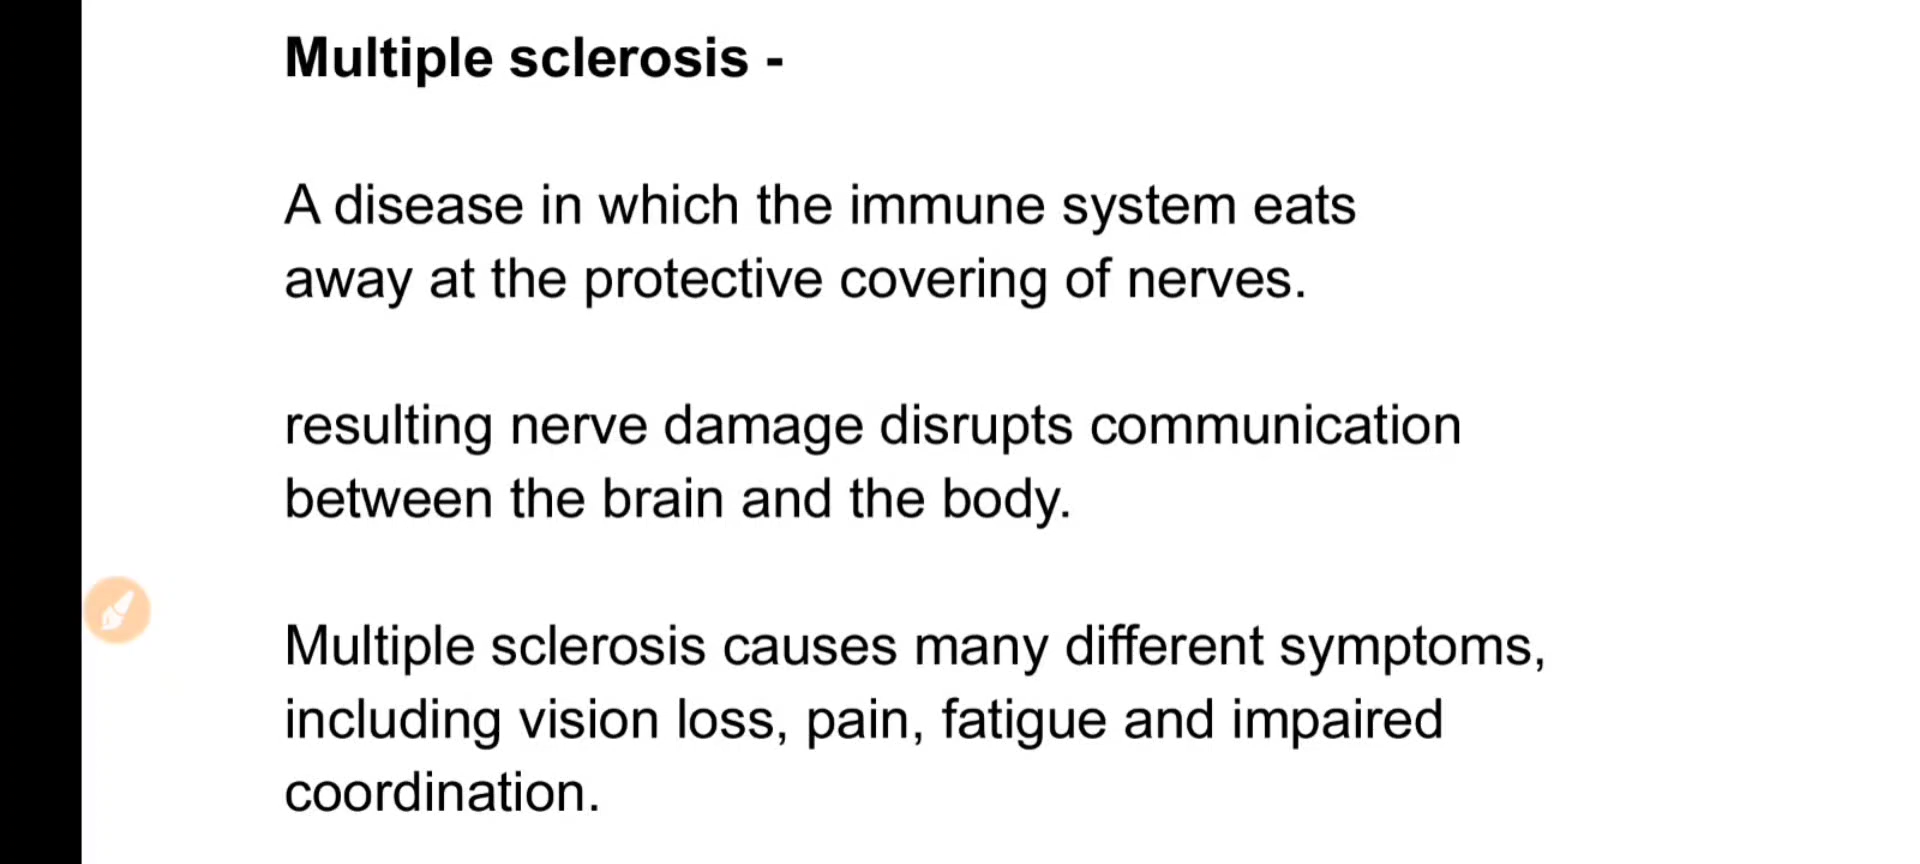 Multiple sclerosis -
A disease in which the immune system eats
away at the protective covering of nerves.
resulting nerve damage disrupts communication
between the brain and the body.
Multiple sclerosis causes many different symptoms,
including vision loss, pain, fatigue and impaired
coordination.